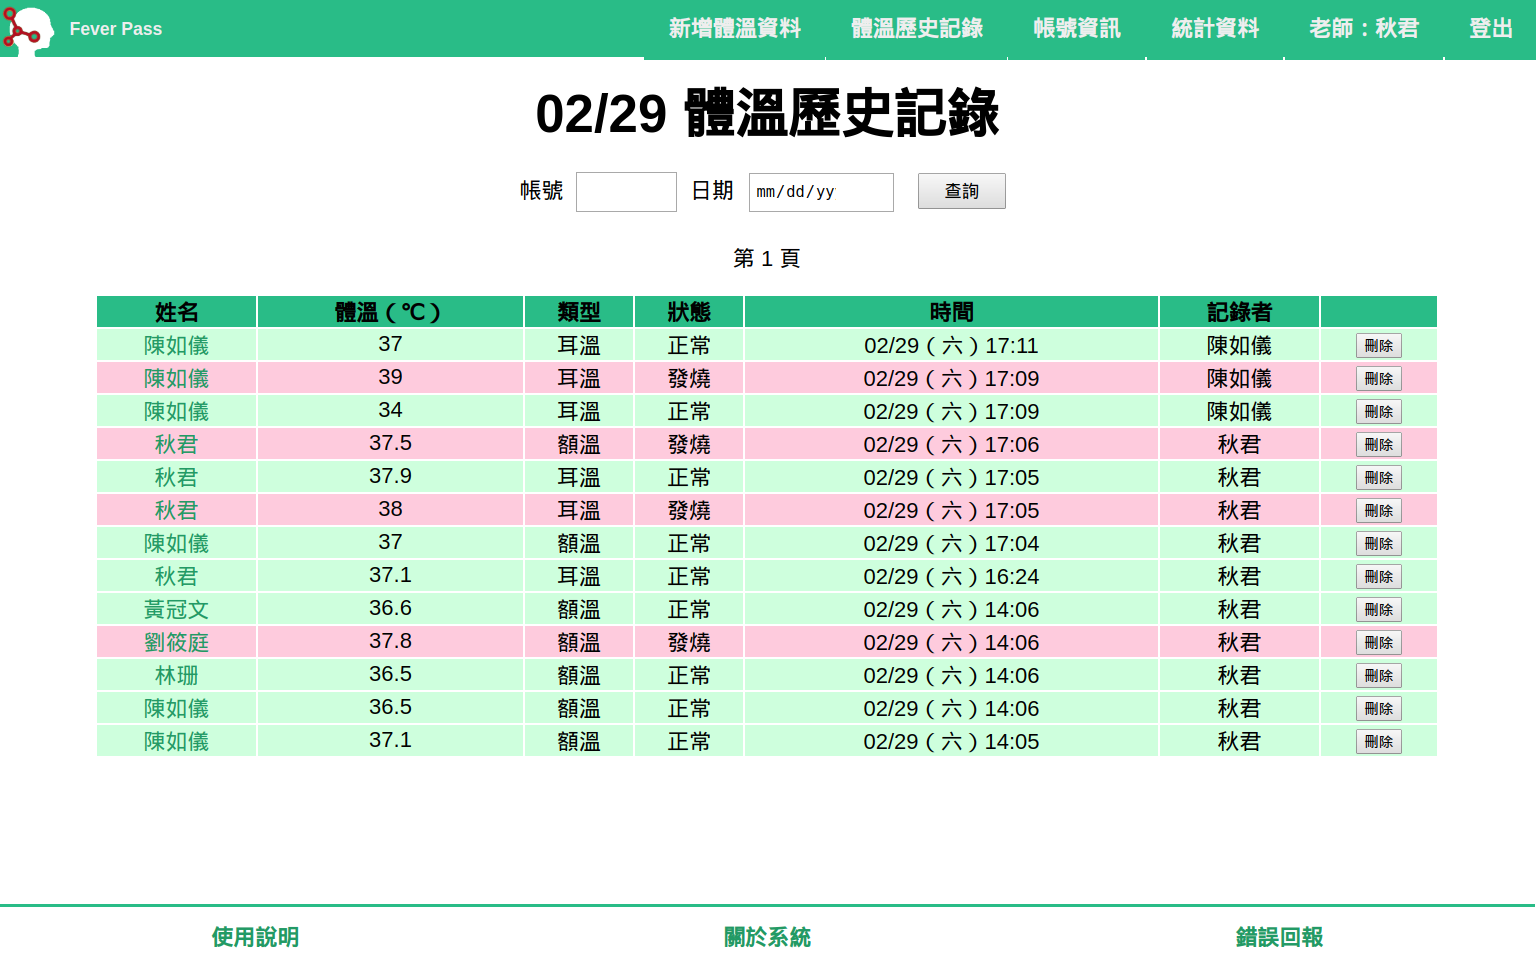 Fever Pass 新增體溫資料 體溫歷史記錄 帳號資訊 統計資料 老師：秋君 登出
02/29 體溫歷史記錄
帳號 日期 mm/dd/yy 查詢
第 1 頁
姓名 體溫（℃） 類型 狀態 時間 記錄者
陳如儀 37 耳溫 正常 02/29（六）17:11 陳如儀 刪除
陳如儀 39 耳溫 發燒 02/29（六）17:09 陳如儀 刪除
陳如儀 34 耳溫 正常 02/29（六）17:09 陳如儀 刪除
秋君 37.5 額溫 發燒 02/29（六）17:06 秋君 刪除
秋君 37.9 耳溫 正常 02/29（六）17:05 秋君 刪除
秋君 38 耳溫 發燒 02/29（六）17:05 秋君 刪除
陳如儀 37 額溫 正常 02/29（六）17:04 秋君 刪除
秋君 37.1 耳溫 正常 02/29（六）16:24 秋君 刪除
黃冠文 36.6 額溫 正常 02/29（六）14:06 秋君 刪除
劉筱庭 37.8 額溫 發燒 02/29（六）14:06 秋君 刪除
林珊 36.5 額溫 正常 02/29（六）14:06 秋君 刪除
陳如儀 36.5 額溫 正常 02/29（六）14:06 秋君 刪除
陳如儀 37.1 額溫 正常 02/29（六）14:05 秋君 刪除
使用說明 關於系統 錯誤回報